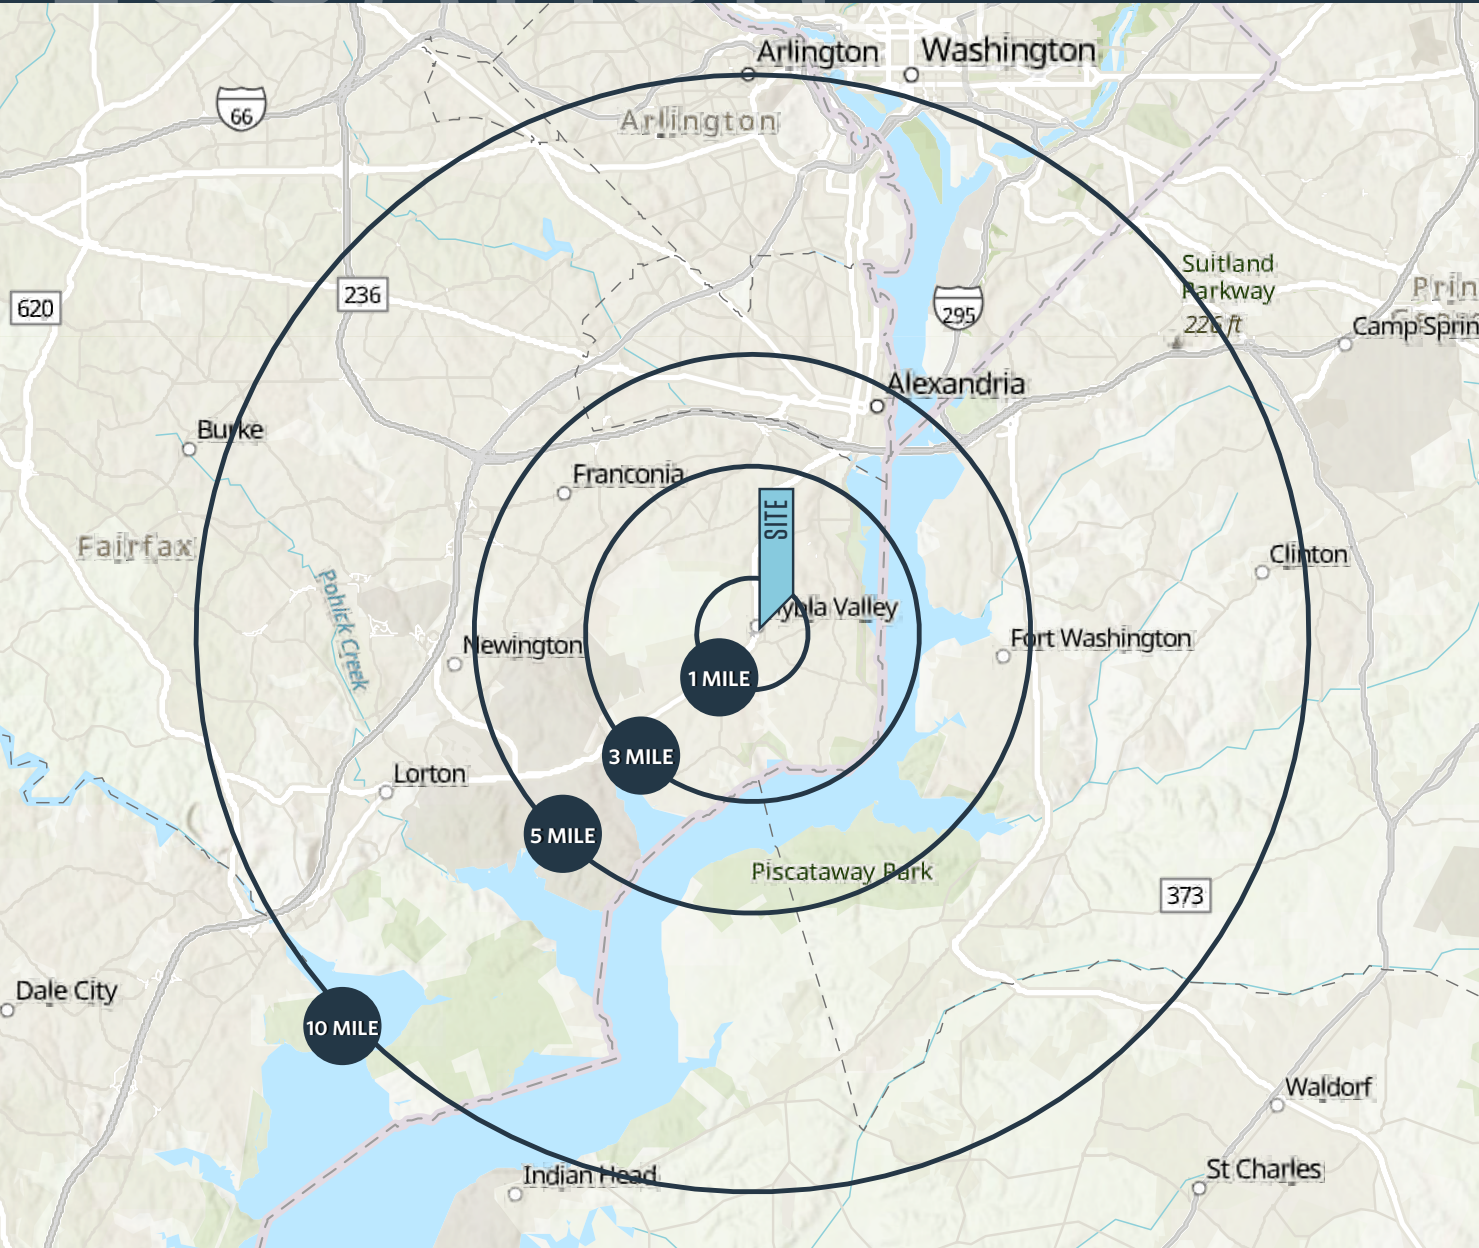 Arlington
Washington
66
Arlington
Suitland
Parkway
226 ft
620
236
295
Camp Sprin
Prin
Alexandria
Burke
Franconia
SITE
Fairfax
Clinton
Pohick Creek
ybla Valley
Newington
Fort Washington
1 MILE
3 MILE
Lorton
5 MILE
Piscataway Park
373
Dale City
10 MILE
Waldorf
Indian Head
St Charles